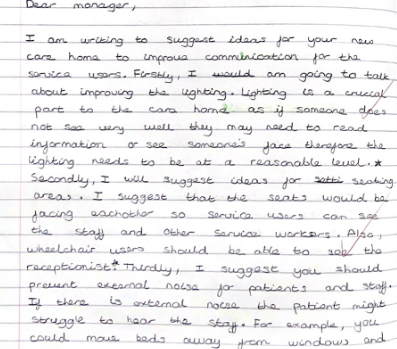 Dear manager,
I am writing to suggest ideas for your new
care home to improve communication for the
service users. Firstly, I would am going to talk
about improving the lighting. Lighting is a crucial
part to the care home as if someone does
not see very well they may need to read
information or see someone's face therefore the
lighting needs to be at a reasonable level.*
Secondly, I will suggest ideas for setti seating
areas. I suggest that the seats would be
facing eachother so service users can see
the staff and other service workers. Also,
wheelchair users should be able to see the
receptionist.* Thirdly, I suggest you should
prevent external noise for patients and staff.
If there is external noise the patient might
struggle to hear the staff. For example, you
could move beds away from windows and